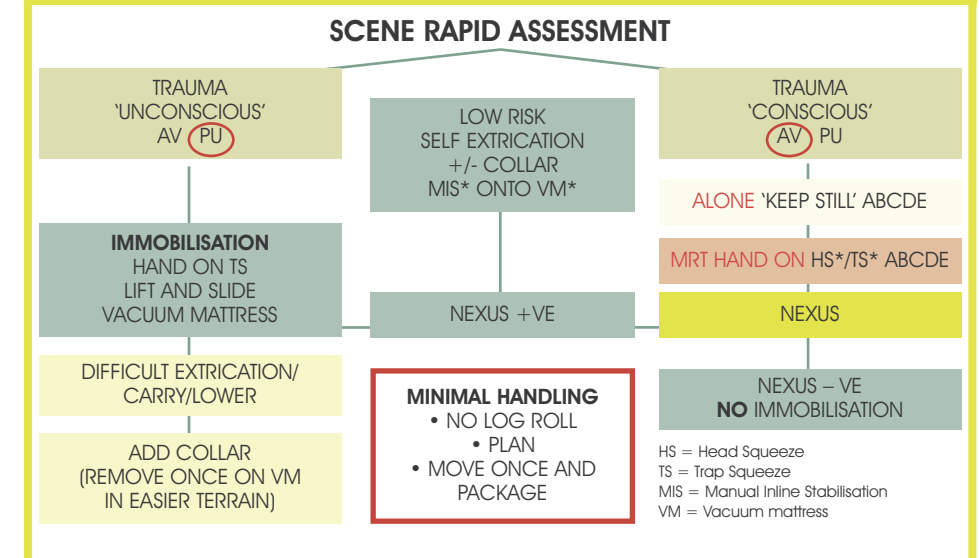 SCENE RAPID ASSESSMENT
TRAUMA
'UNCONSCIOUS'
AV PU
IMMOBILISATION
HAND ON TS
LIFT AND SLIDE
VACUUM MATTRESS
DIFFICULT EXTRICATION/
CARRY/LOWER
ADD COLLAR
(REMOVE ONCE ON VM
IN EASIER TERRAIN)
LOW RISK
SELF EXTRICATION
+/- COLLAR
MIS* ONTO VM*
NEXUS +VE
MINIMAL HANDLING
• NO LOG ROLL
• PLAN
• MOVE ONCE AND
PACKAGE
TRAUMA
'CONSCIOUS'
AV PU
ALONE 'KEEP STILL' ABCDE
MRT HAND ON HS*/TS* ABCDE
NEXUS
NEXUS – VE
NO IMMOBILISATION
HS = Head Squeeze
TS = Trap Squeeze
MIS = Manual Inline Stabilisation
VM = Vacuum mattress